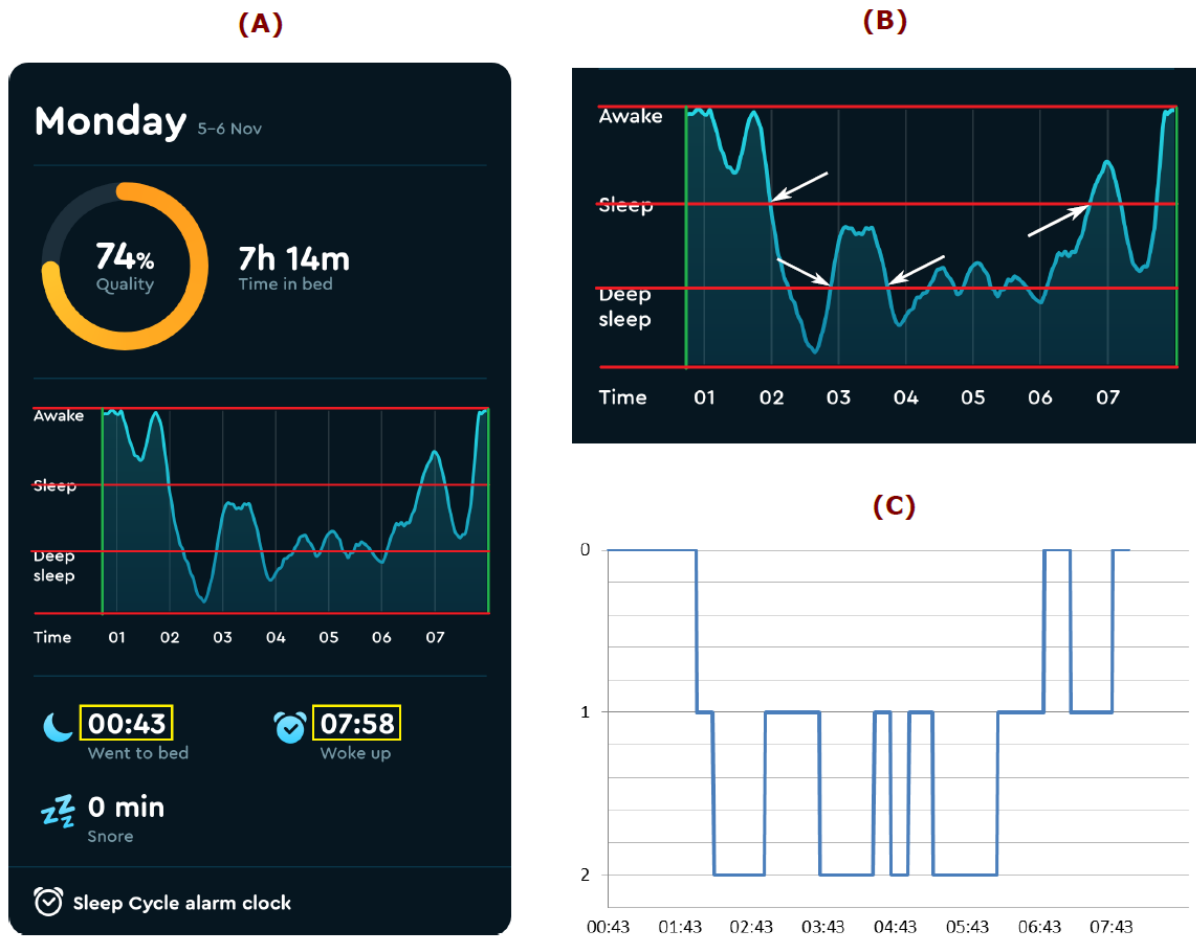 (A)
Monday 5–6 Nov
74%
Quality
7h 14m
Time in bed
Awake
Sleep
Deep
sleep
Time 01 02 03 04 05 06 07
00:43
Went to bed
07:58
Woke up
0 min
Snore
Sleep Cycle alarm clock
(B)
Awake
Sleep
Deep
sleep
Time 01 02 03 04 05 06 07
(C)
0
1
2
00:43 01:43 02:43 03:43 04:43 05:43 06:43 07:43